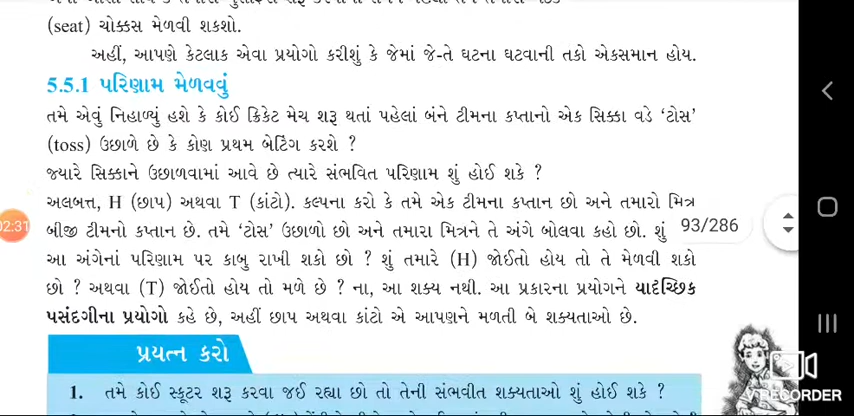 (seat) ચોક્કસ મેળવી શકશો.
અહીં, આપણે કેટલાક એવા પ્રયોગો કરીશું કે જેમાં જે-તે ઘટના ઘટવાની તકો એકસમાન હોય.
5.5.1 પરિણામ મેળવવું
તમે એવું નિહાળ્યું હશે કે કોઈ ક્રિકેટ મેચ શરૂ થતાં પહેલાં બંને ટીમના કપ્તાનો એક સિક્કા વડે ‘ટોસ’
(toss) ઉછાળે છે કે કોણ પ્રથમ બેટિંગ કરશે ?
જ્યારે સિક્કાને ઉછાળવામાં આવે છે ત્યારે સંભવિત પરિણામ શું હોઈ શકે ?
અલબત્ત, H (છાપ) અથવા T (કાંટો). કલ્પના કરો કે તમે એક ટીમના કપ્તાન છો અને તમારો મિત્ર
બીજી ટીમનો કપ્તાન છે. તમે ‘ટોસ’ ઉછાળો છો અને તમારા મિત્રને તે અંગે બોલવા કહો છો. શું
આ અંગેનાં પરિણામ પર કાબુ રાખી શકો છો ? શું તમારે (H) જોઈતો હોય તો તે મેળવી શકો
છો ? અથવા (T) જોઈતો હોય તો મળે છે ? ના, આ શક્ય નથી. આ પ્રકારના પ્રયોગને યાદૃચ્છિક
પસંદગીના પ્રયોગો કહે છે, અહીં છાપ અથવા કાંટો એ આપણને મળતી બે શક્યતાઓ છે.
પ્રયત્ન કરો
1. તમે કોઈ સ્કૂટર શરૂ કરવા જઈ રહ્યા છો તો તેની સંભવીત શક્યતાઓ શું હોઈ શકે ?
02:31
93/286
V RECORDER